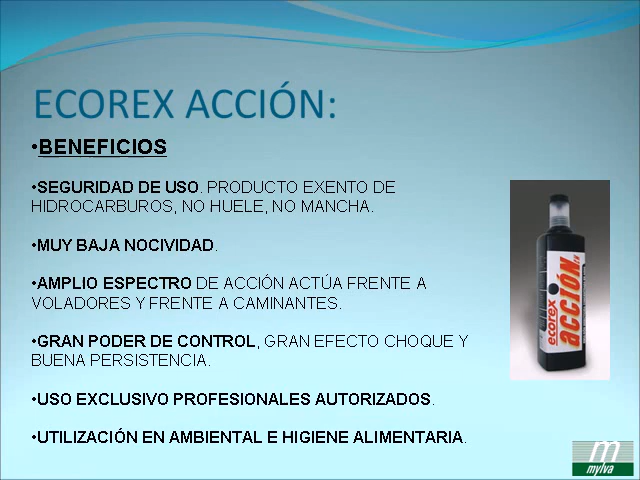 ECOREX ACCIÓN:
•BENEFICIOS
•SEGURIDAD DE USO. PRODUCTO EXENTO DE
HIDROCARBUROS, NO HUELE, NO MANCHA.
•MUY BAJA NOCIVIDAD.
•AMPLIO ESPECTRO DE ACCIÓN ACTÚA FRENTE A
VOLADORES Y FRENTE A CAMINANTES.
•GRAN PODER DE CONTROL, GRAN EFECTO CHOQUE Y
BUENA PERSISTENCIA.
•USO EXCLUSIVO PROFESIONALES AUTORIZADOS.
•UTILIZACIÓN EN AMBIENTAL E HIGIENE ALIMENTARIA.
ecorex
acción
m
mylva